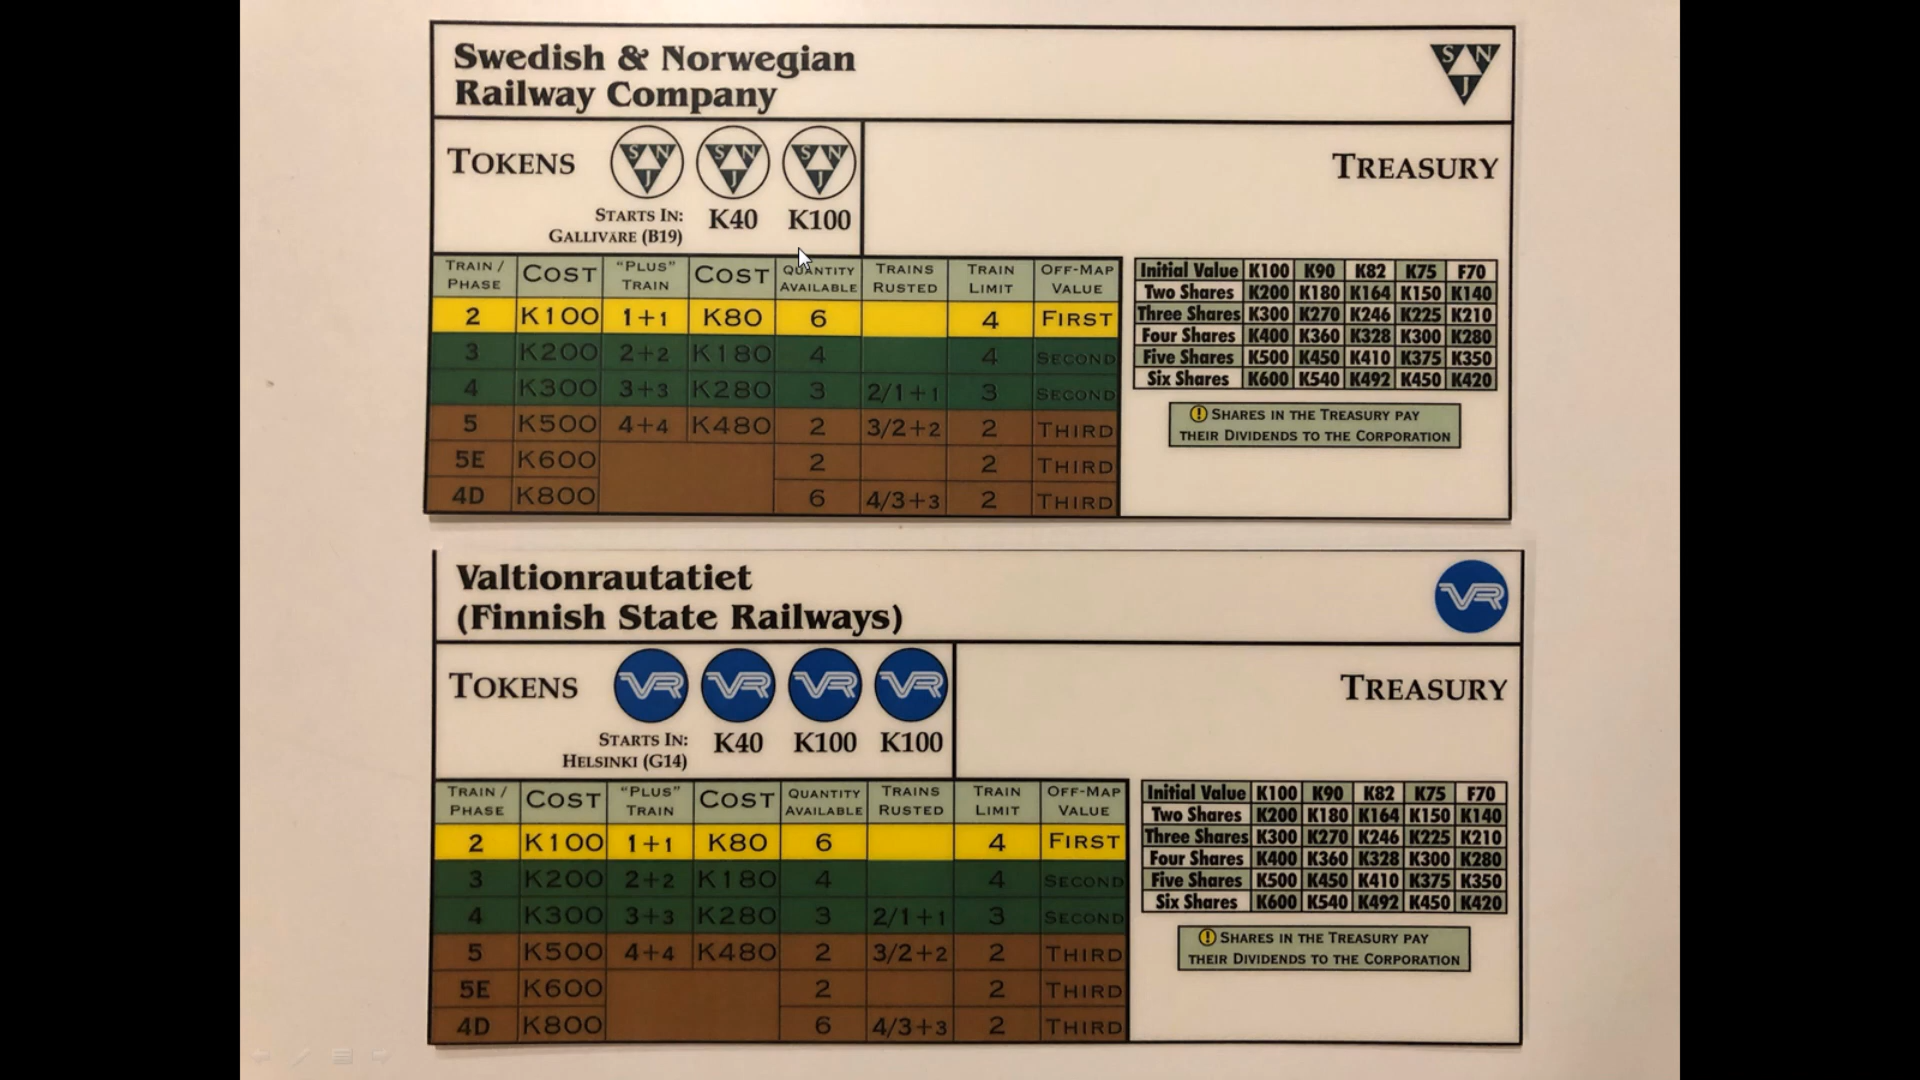 Swedish & Norwegian
Railway Company
S N
J
TOKENS
S N
J
S N
J
S N
J
STARTS IN:
GALLIVARE (B19)
K40
K100
TREASURY
TRAIN / PHASE COST "PLUS" TRAIN COST QUANTITY AVAILABLE TRAINS RUSTED TRAIN LIMIT OFF-MAP VALUE
2 K100 1+1 K80 6 4 FIRST
3 K200 2+2 K180 4 4 SECOND
4 K300 3+3 K280 3 2/1+1 3 SECOND
5 K500 4+4 K480 2 3/2+2 2 THIRD
5E K600 2 2 THIRD
4D K800 6 4/3+3 2 THIRD
Initial Value K100 K90 K82 K75 F70
Two Shares K200 K180 K164 K150 K140
Three Shares K300 K270 K246 K225 K210
Four Shares K400 K360 K328 K300 K280
Five Shares K500 K450 K410 K375 K350
Six Shares K600 K540 K492 K450 K420
! SHARES IN THE TREASURY PAY
THEIR DIVIDENDS TO THE CORPORATION
Valtionrautatiet
(Finnish State Railways)
VR
TOKENS
VR VR VR VR
STARTS IN:
HELSINKI (G14)
K40
K100
K100
TREASURY
TRAIN / PHASE COST "PLUS" TRAIN COST QUANTITY AVAILABLE TRAINS RUSTED TRAIN LIMIT OFF-MAP VALUE
2 K100 1+1 K80 6 4 FIRST
3 K200 2+2 K180 4 4 SECOND
4 K300 3+3 K280 3 2/1+1 3 SECOND
5 K500 4+4 K480 2 3/2+2 2 THIRD
5E K600 2 2 THIRD
4D K800 6 4/3+3 2 THIRD
Initial Value K100 K90 K82 K75 F70
Two Shares K200 K180 K164 K150 K140
Three Shares K300 K270 K246 K225 K210
Four Shares K400 K360 K328 K300 K280
Five Shares K500 K450 K410 K375 K350
Six Shares K600 K540 K492 K450 K420
! SHARES IN THE TREASURY PAY
THEIR DIVIDENDS TO THE CORPORATION